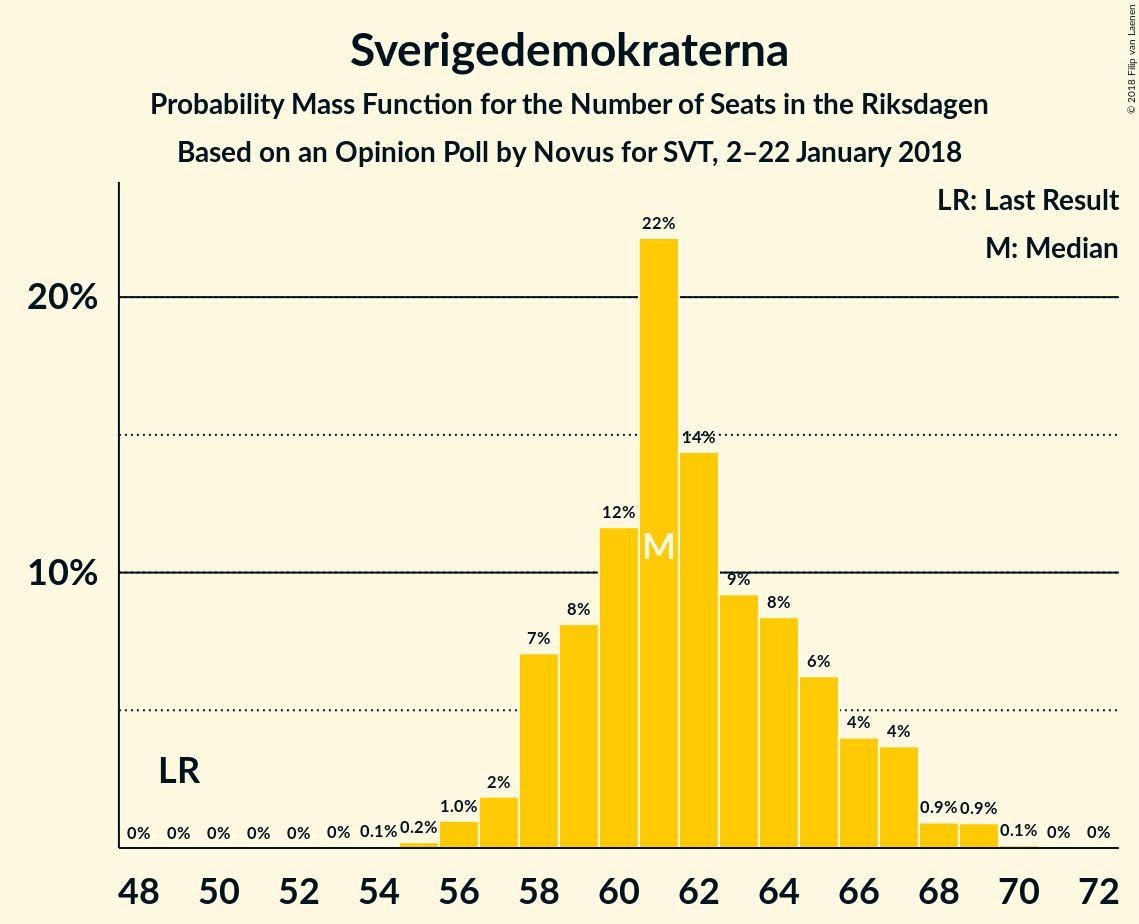 Sverigedemokraterna
Probability Mass Function for the Number of Seats in the Riksdagen
Based on an Opinion Poll by Novus for SVT, 2–22 January 2018
© 2018 Filip van Laenen
LR: Last Result
M: Median
20%
10%
LR
M
0% 0% 0% 0% 0% 0% 0.1% 0.2% 1.0% 2% 7% 8% 12% 22% 14% 9% 8% 6% 4% 4% 0.9% 0.9% 0.1% 0% 0%
48 50 52 54 56 58 60 62 64 66 68 70 72